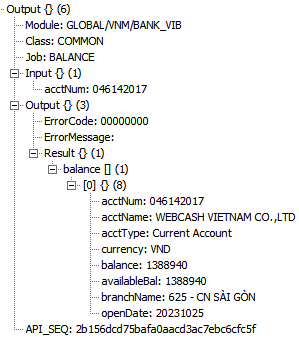 Output {} (6)
Module: GLOBAL/VNM/BANK_VIB
Class: COMMON
Job: BALANCE
Input {} (1)
acctNum: 046142017
Output {} (3)
ErrorCode: 00000000
ErrorMessage:
Result {} (1)
balance [] (1)
[0] {} (8)
acctNum: 046142017
acctName: WEBCASH VIETNAM CO.,LTD
acctType: Current Account
currency: VND
balance: 1388940
availableBal: 1388940
branchName: 625 - CN SÀI GÒN
openDate: 20231025
API_SEQ: 2b156dcd75bafa0aacd3ac7ebc6cfc5f